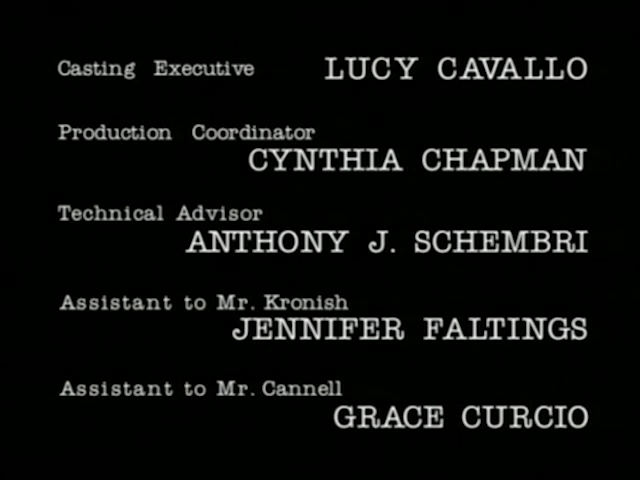 Casting Executive LUCY CAVALLO
Production Coordinator
CYNTHIA CHAPMAN
Technical Advisor
ANTHONY J. SCHEMBRI
Assistant to Mr. Kronish
JENNIFER FALTINGS
Assistant to Mr. Cannell
GRACE CURCIO